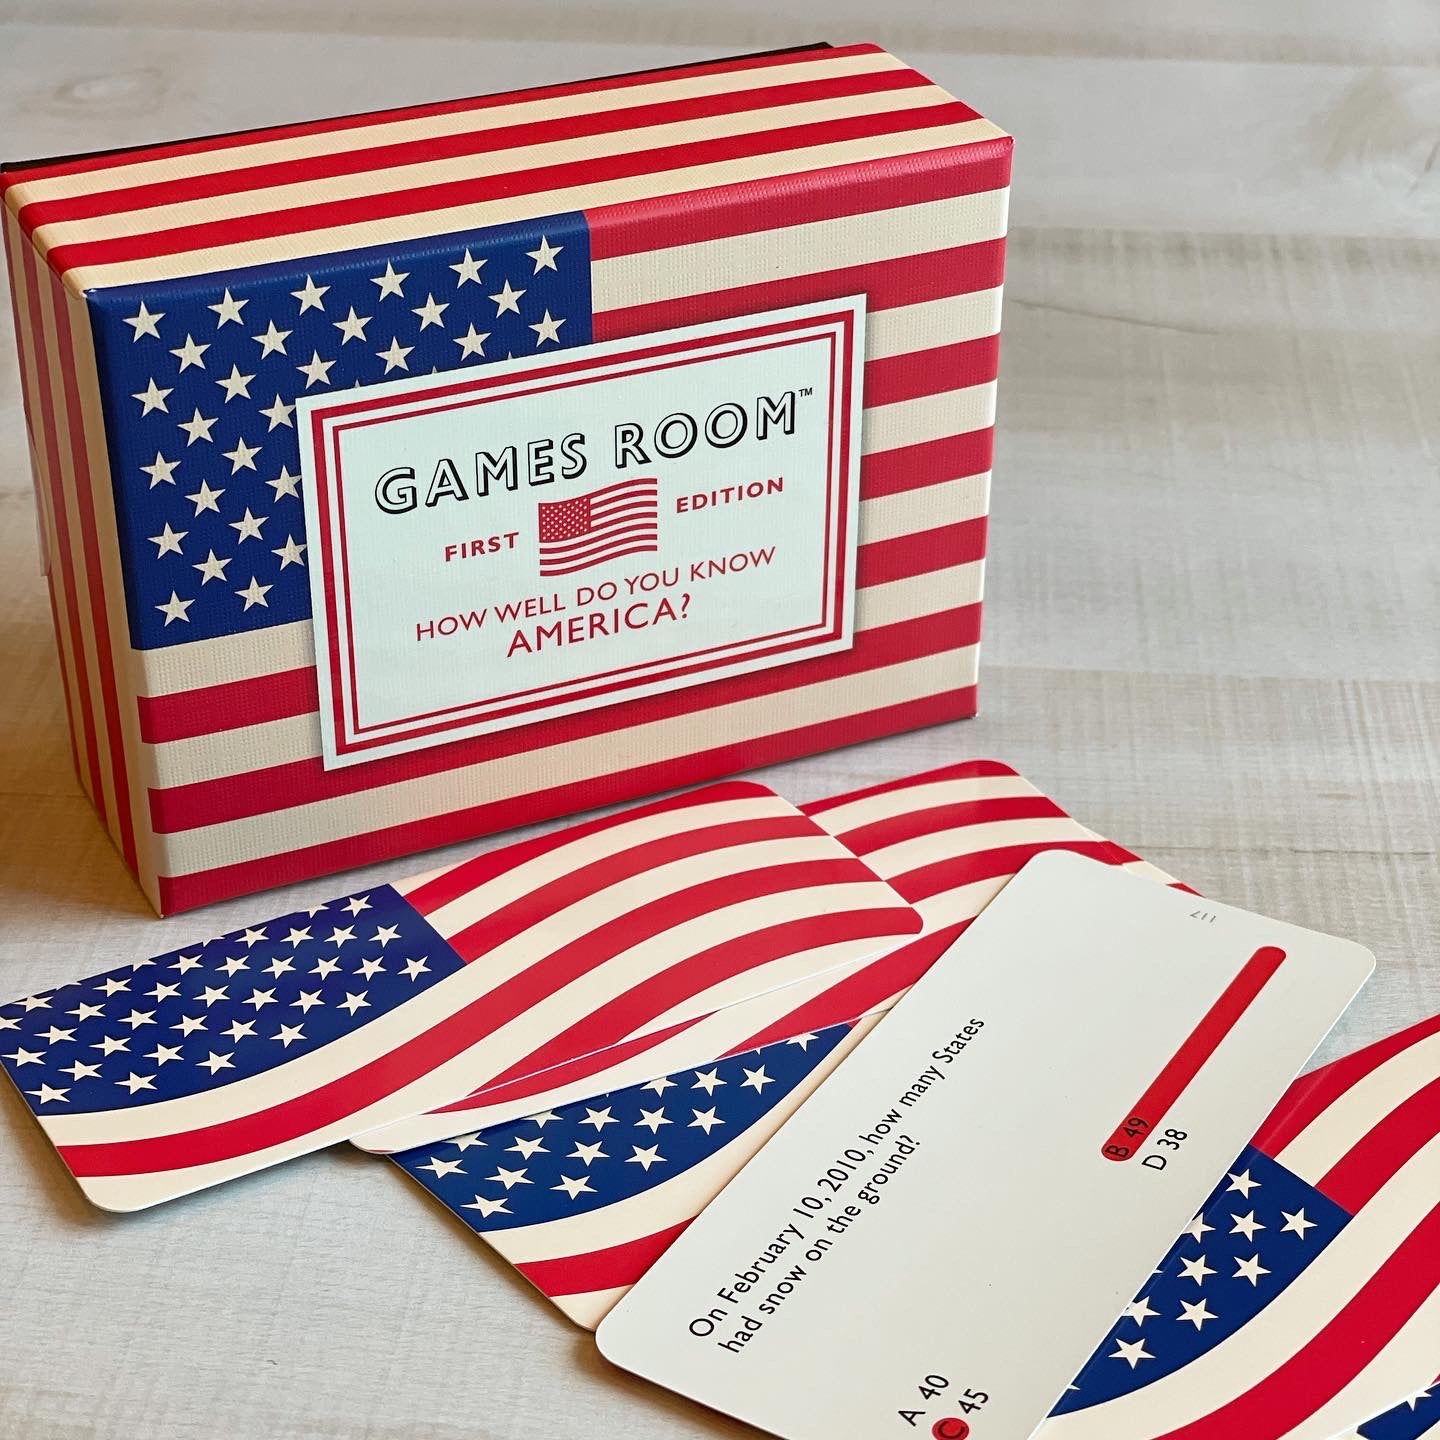 GAMES ROOM™
FIRST EDITION
HOW WELL DO YOU KNOW
AMERICA?
117
On February 10, 2010, how many States
had snow on the ground?
A 40 B 49
C 45 D 38